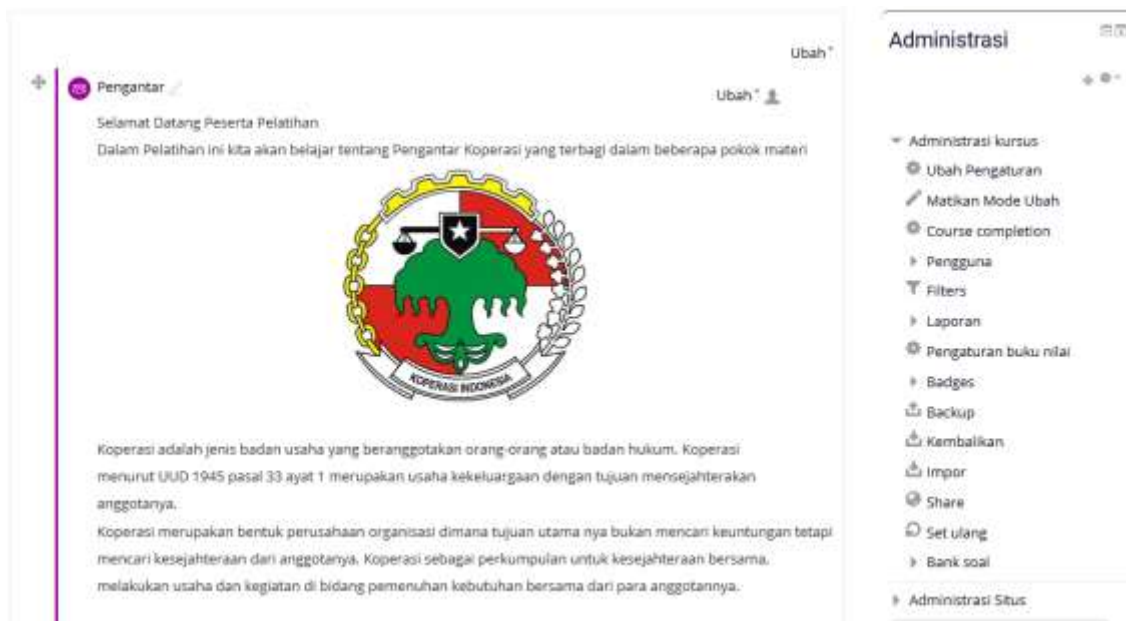 Ubah
Pengantar
Ubah
Selamat Datang Peserta Pelatihan
Dalam Pelatihan ini kita akan belajar tentang Pengantar Koperasi yang terbagi dalam beberapa pokok materi
KOPERASI INDONESIA
Koperasi adalah jenis badan usaha yang beranggotakan orang-orang atau badan hukum. Koperasi
menurut UUD 1945 pasal 33 ayat 1 merupakan usaha kekeluargaan dengan tujuan mensejahterakan
anggotanya.
Koperasi merupakan bentuk perusahaan organisasi dimana tujuan utama nya bukan mencari keuntungan tetapi
mencari kesejahteraan dari anggotanya. Koperasi sebagai perkumpulan untuk kesejahteraan bersama,
melakukan usaha dan kegiatan di bidang pemenuhan kebutuhan bersama dari para anggotannya.
Administrasi
Administrasi kursus
Ubah Pengaturan
Matikan Mode Ubah
Course completion
Pengguna
Filters
Laporan
Pengaturan buku nilai
Badges
Backup
Kembalikan
Impor
Share
Set ulang
Bank soal
Administrasi Situs